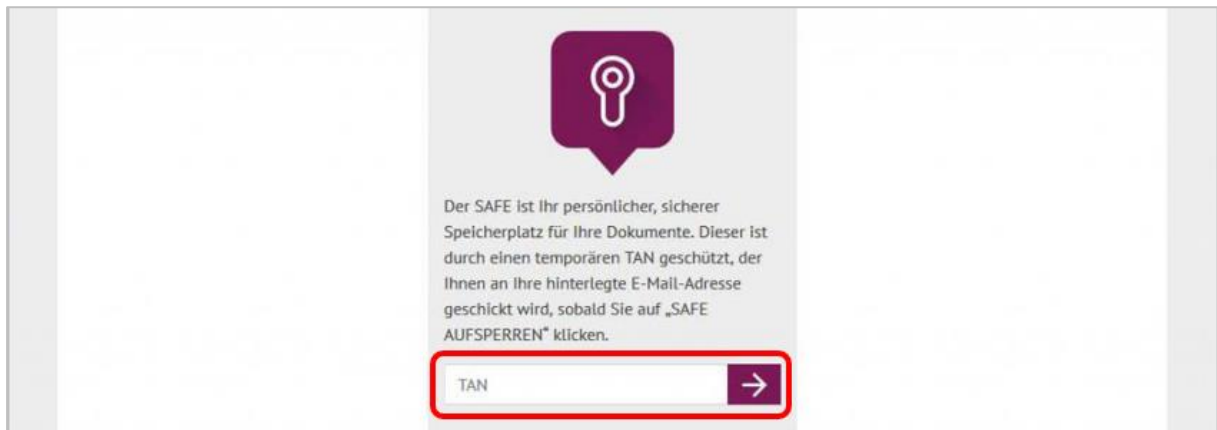 Der SAFE ist Ihr persönlicher, sicherer
Speicherplatz für Ihre Dokumente. Dieser ist
durch einen temporären TAN geschützt, der
Ihnen an Ihre hinterlegte E-Mail-Adresse
geschickt wird, sobald Sie auf „SAFE
AUFSPERREN“ klicken.
TAN